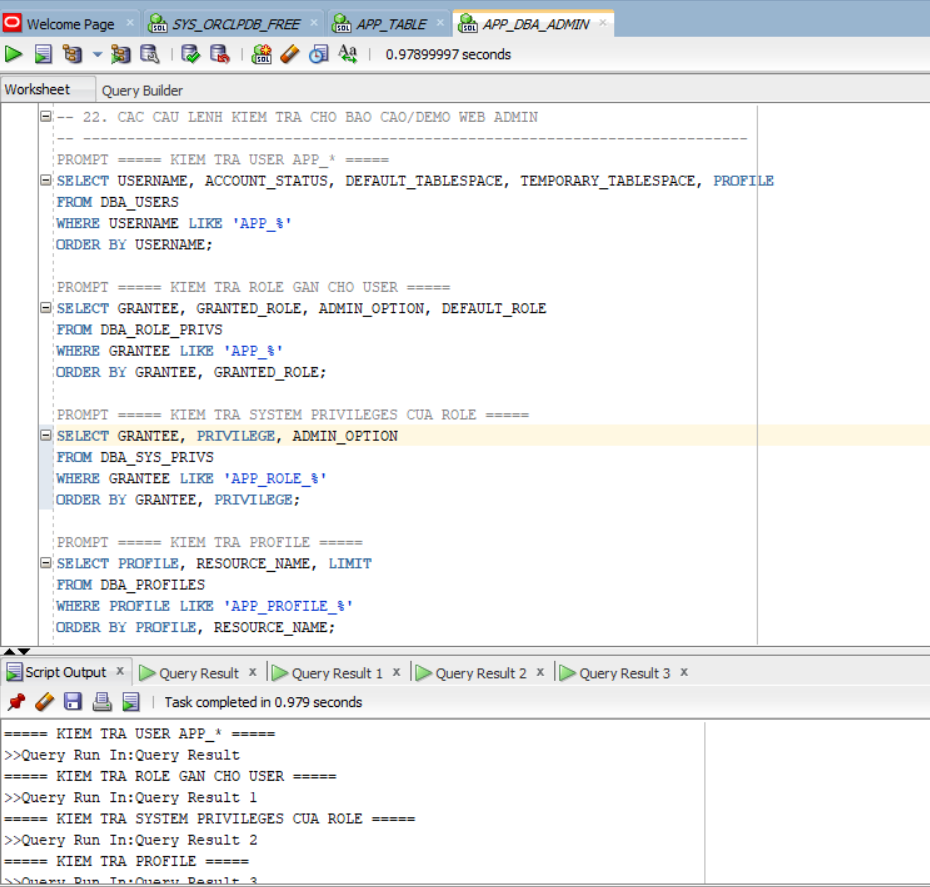 Welcome Page × SYS_ORCLPDB_FREE × APP_TABLE × APP_DBA_ADMIN ×
0.97899997 seconds
Worksheet Query Builder
-- 22. CAC CAU LENH KIEM TRA CHO BAO CAO/DEMO WEB ADMIN
-- ----------------------------------------------------------------------------
PROMPT ===== KIEM TRA USER APP_* =====
SELECT USERNAME, ACCOUNT_STATUS, DEFAULT_TABLESPACE, TEMPORARY_TABLESPACE, PROFILE
FROM DBA_USERS
WHERE USERNAME LIKE 'APP_%'
ORDER BY USERNAME;
PROMPT ===== KIEM TRA ROLE GAN CHO USER =====
SELECT GRANTEE, GRANTED_ROLE, ADMIN_OPTION, DEFAULT_ROLE
FROM DBA_ROLE_PRIVS
WHERE GRANTEE LIKE 'APP_%'
ORDER BY GRANTEE, GRANTED_ROLE;
PROMPT ===== KIEM TRA SYSTEM PRIVILEGES CUA ROLE =====
SELECT GRANTEE, PRIVILEGE, ADMIN_OPTION
FROM DBA_SYS_PRIVS
WHERE GRANTEE LIKE 'APP_ROLE_%'
ORDER BY GRANTEE, PRIVILEGE;
PROMPT ===== KIEM TRA PROFILE =====
SELECT PROFILE, RESOURCE_NAME, LIMIT
FROM DBA_PROFILES
WHERE PROFILE LIKE 'APP_PROFILE_%'
ORDER BY PROFILE, RESOURCE_NAME;
Script Output × Query Result × Query Result 1 × Query Result 2 × Query Result 3 ×
Task completed in 0.979 seconds
===== KIEM TRA USER APP_* =====
>>Query Run In:Query Result
===== KIEM TRA ROLE GAN CHO USER =====
>>Query Run In:Query Result 1
===== KIEM TRA SYSTEM PRIVILEGES CUA ROLE =====
>>Query Run In:Query Result 2
===== KIEM TRA PROFILE =====
>>Query Run In:Query Result 3